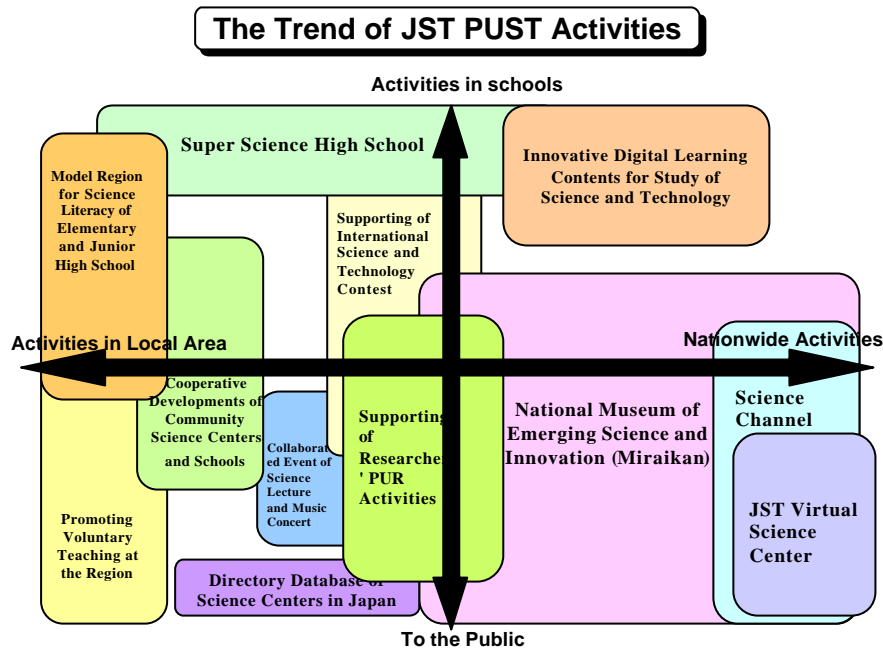 The Trend of JST PUST Activities
Activities in schools
Super Science High School
Innovative Digital Learning
Contents for Study of
Science and Technology
Model Region
for Science
Literacy of
Elementary
and Junior
High School
Supporting of
International
Science and
Technology
Contest
Activities in Local Area
Nationwide Activities
Cooperative
Developments of
Community
Science Centers
and Schools
Collaborat
ed Event of
Science
Lecture
and Music
Concert
Supporting
of
Researcher
' PUR
Activities
National Museum of
Emerging Science and
Innovation (Miraikan)
Science
Channel
JST Virtual
Science
Center
Promoting
Voluntary
Teaching at
the Region
Directory Database of
Science Centers in Japan
To the Public